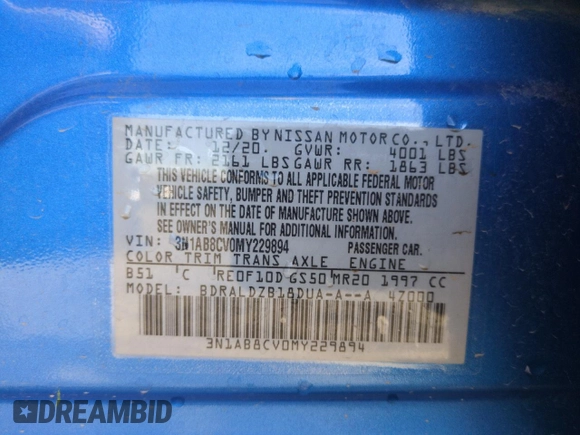 MANUFACTURED BY NISSAN MOTOR CO., LTD.
DATE: 12/20. GVWR: 4001 LBS
GAWR FR: 2161 LBS GAWR RR: 1863 LBS
THIS VEHICLE CONFORMS TO ALL APPLICABLE FEDERAL MOTOR
VEHICLE SAFETY, BUMPER AND THEFT PREVENTION STANDARDS
IN EFFECT ON THE DATE OF MANUFACTURE SHOWN ABOVE.
SEE OWNER'S MANUAL FOR ADDITIONAL INFORMATION.
VIN: 3N1AB8CV0MY229894 PASSENGER CAR.
COLOR TRIM TRANS AXLE ENGINE
B51 C RE0F10D GS50 MR20 1997 CC
MODEL: BDRALDZB18DUA-A--A 4Z000
3N1AB8CV0MY229894
DREAMBID